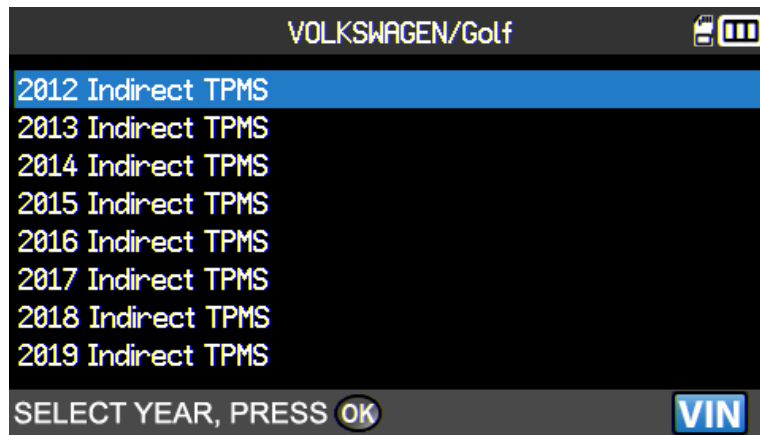 VOLKSWAGEN/Golf
2012 Indirect TPMS
2013 Indirect TPMS
2014 Indirect TPMS
2015 Indirect TPMS
2016 Indirect TPMS
2017 Indirect TPMS
2018 Indirect TPMS
2019 Indirect TPMS
SELECT YEAR, PRESS OK
VIN